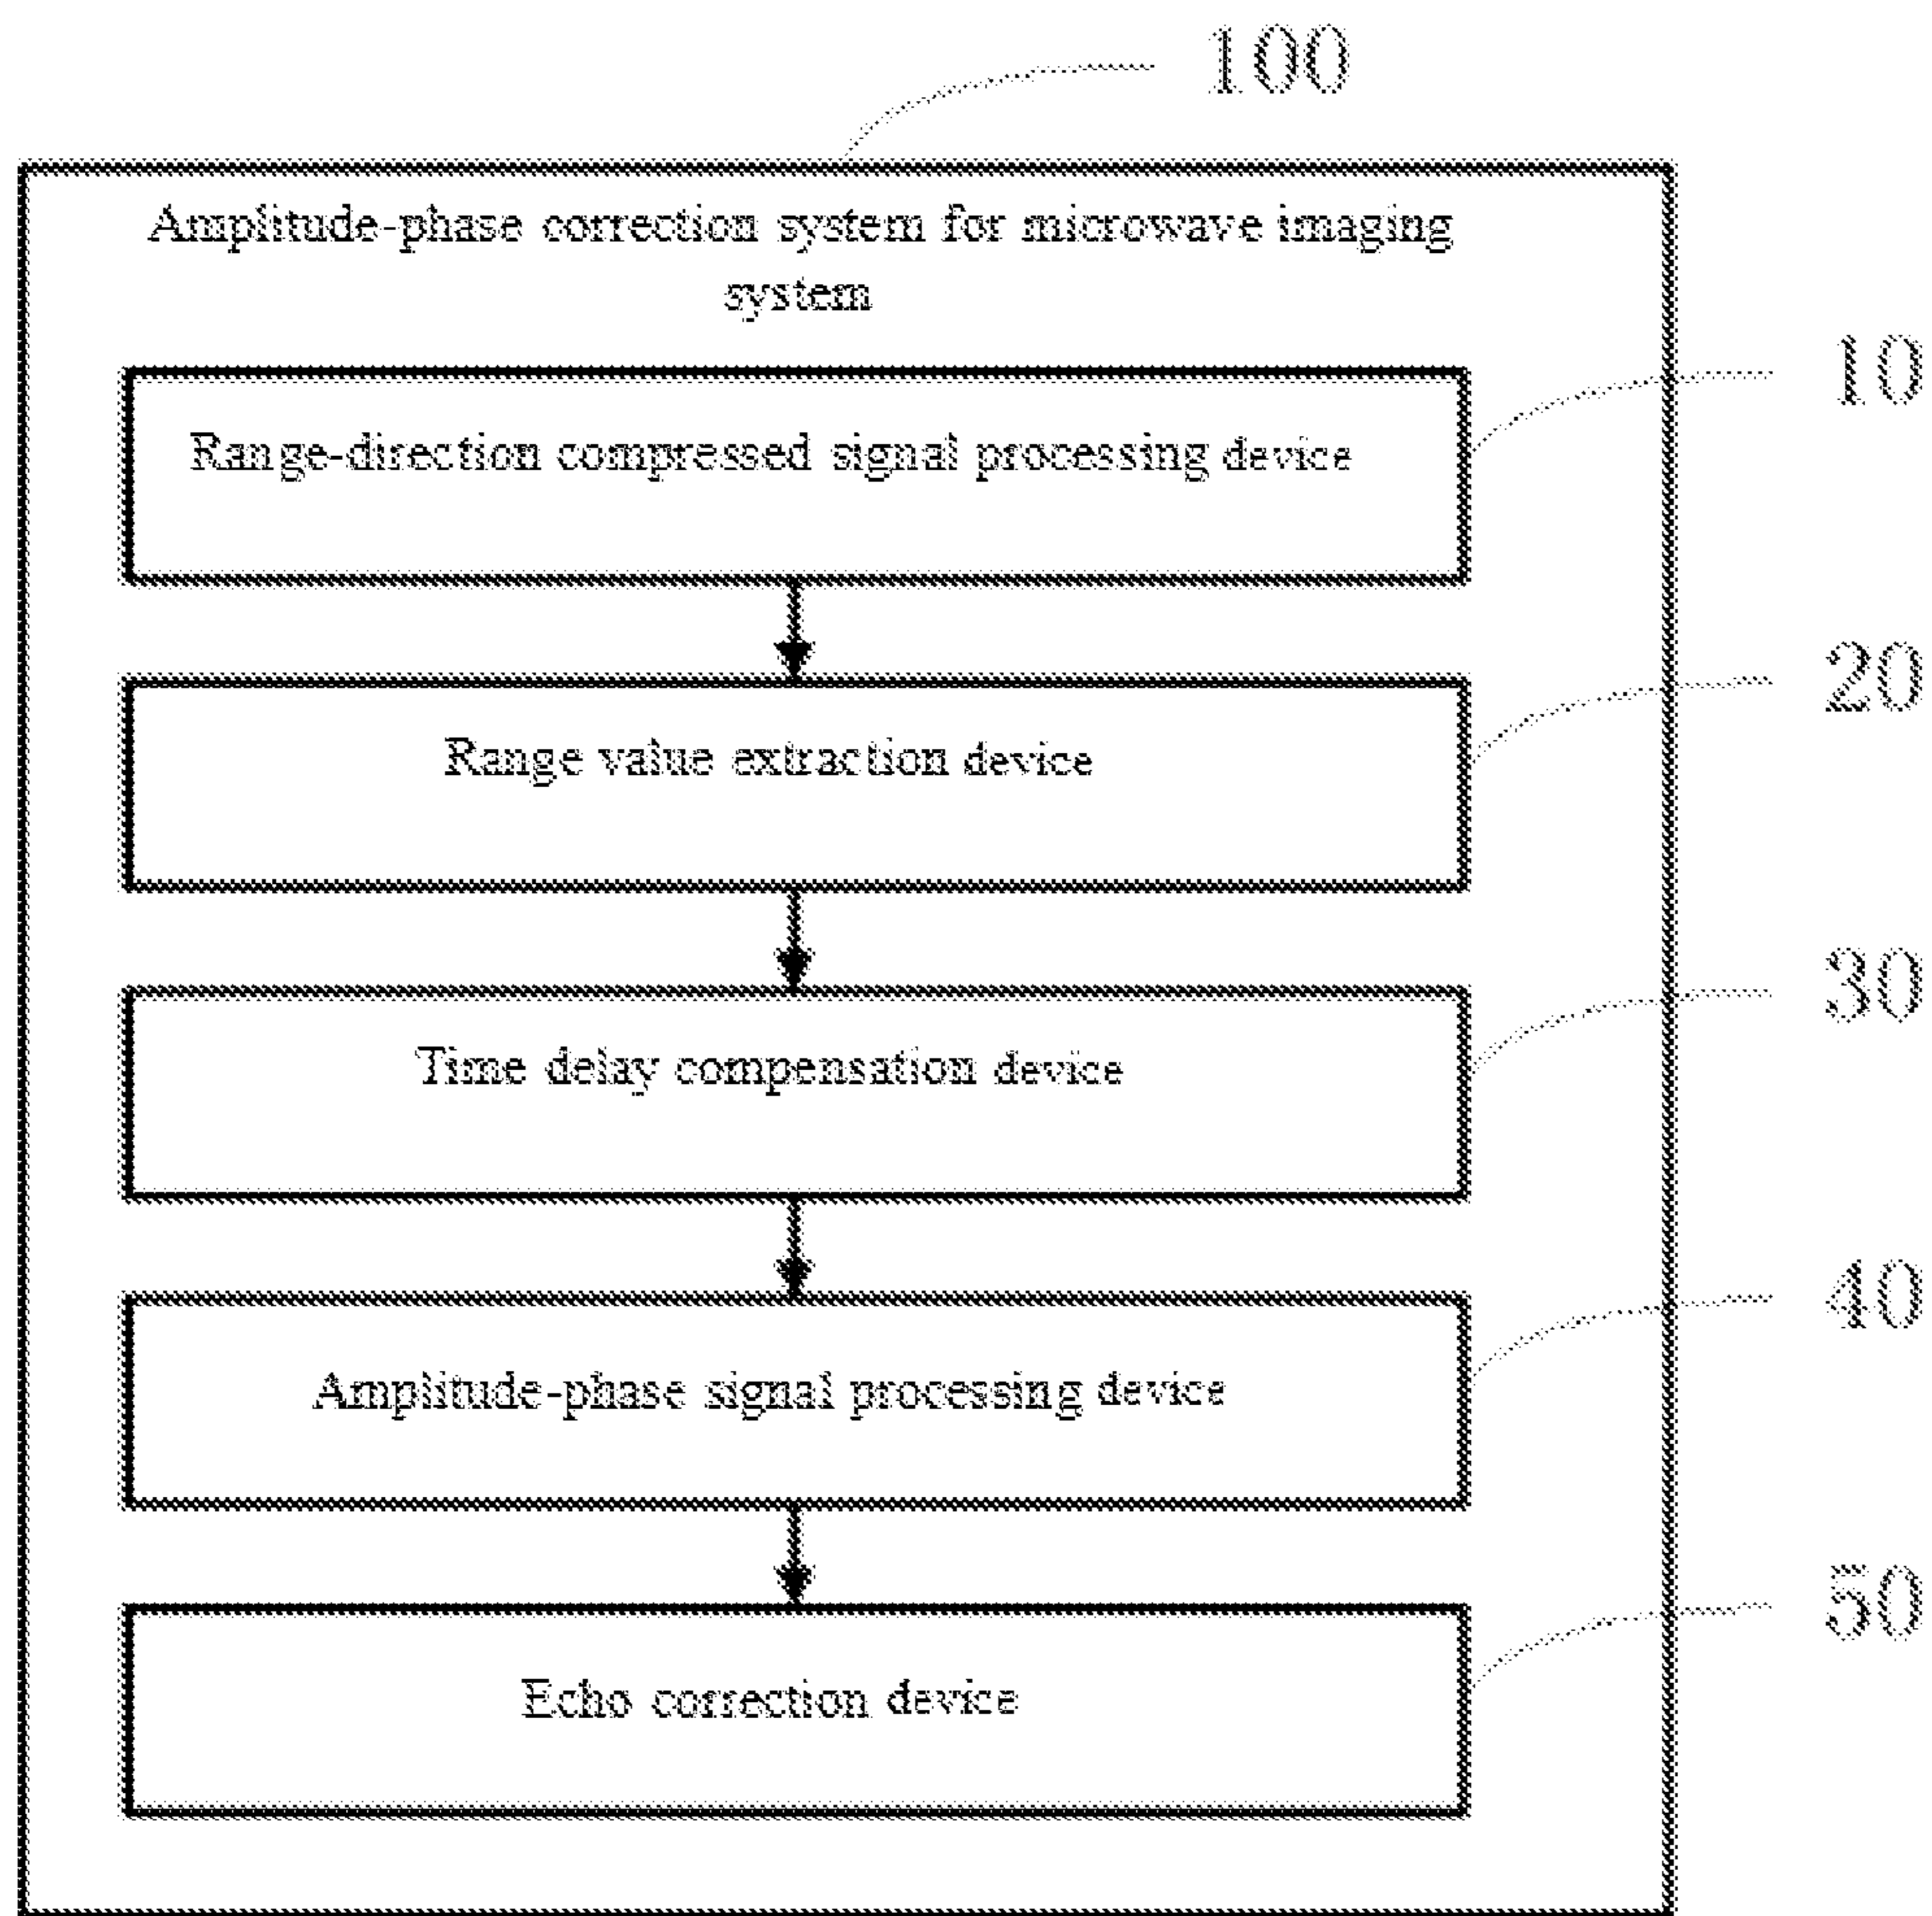 100
Amplitude-phase correction system for microwave imaging
system
10
Range-direction compressed signal processing device
20
Range value extraction device
30
Time delay compensation device
40
Amplitude-phase signal processing device
50
Echo correction device